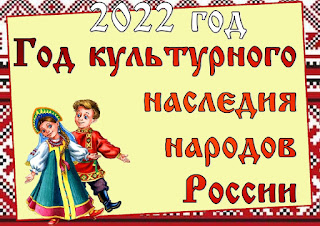 2022 год
Год культурного
наследия
народов
России